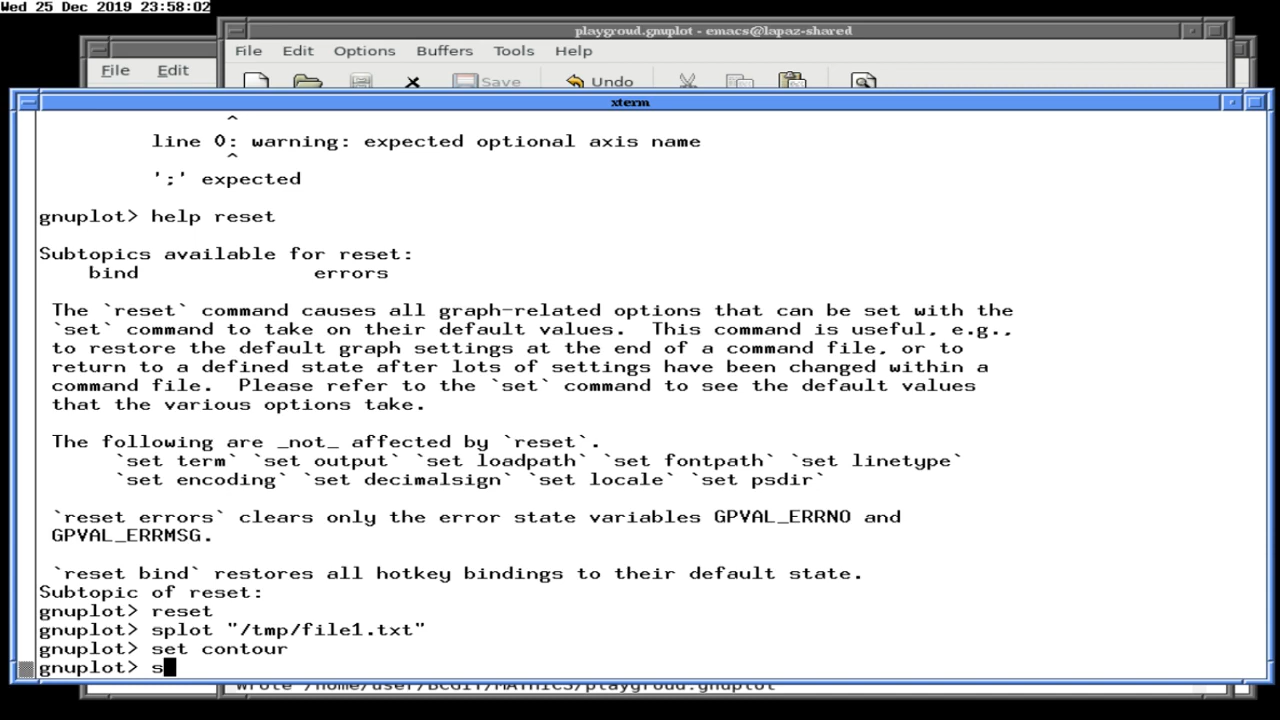 Wed 25 Dec 2019 23:58:02
playgroud.gnuplot - emacs@lapaz-shared
File Edit Options Buffers Tools Help
File Edit
Save Undo
xterm
^
line 0: warning: expected optional axis name
^
';' expected
gnuplot> help reset
Subtopics available for reset:
bind errors
The `reset` command causes all graph-related options that can be set with the
`set` command to take on their default values. This command is useful, e.g.,
to restore the default graph settings at the end of a command file, or to
return to a defined state after lots of settings have been changed within a
command file. Please refer to the `set` command to see the default values
that the various options take.
The following are _not_ affected by `reset`.
`set term` `set output` `set loadpath` `set fontpath` `set linetype`
`set encoding` `set decimalsign` `set locale` `set psdir`
`reset errors` clears only the error state variables GPVAL_ERRNO and
GPVAL_ERRMSG.
`reset bind` restores all hotkey bindings to their default state.
Subtopic of reset:
gnuplot> reset
gnuplot> splot "/tmp/file1.txt"
gnuplot> set contour
gnuplot> s
Wrote /home/user/BCGIT/MATHICS/playgroud.gnuplot